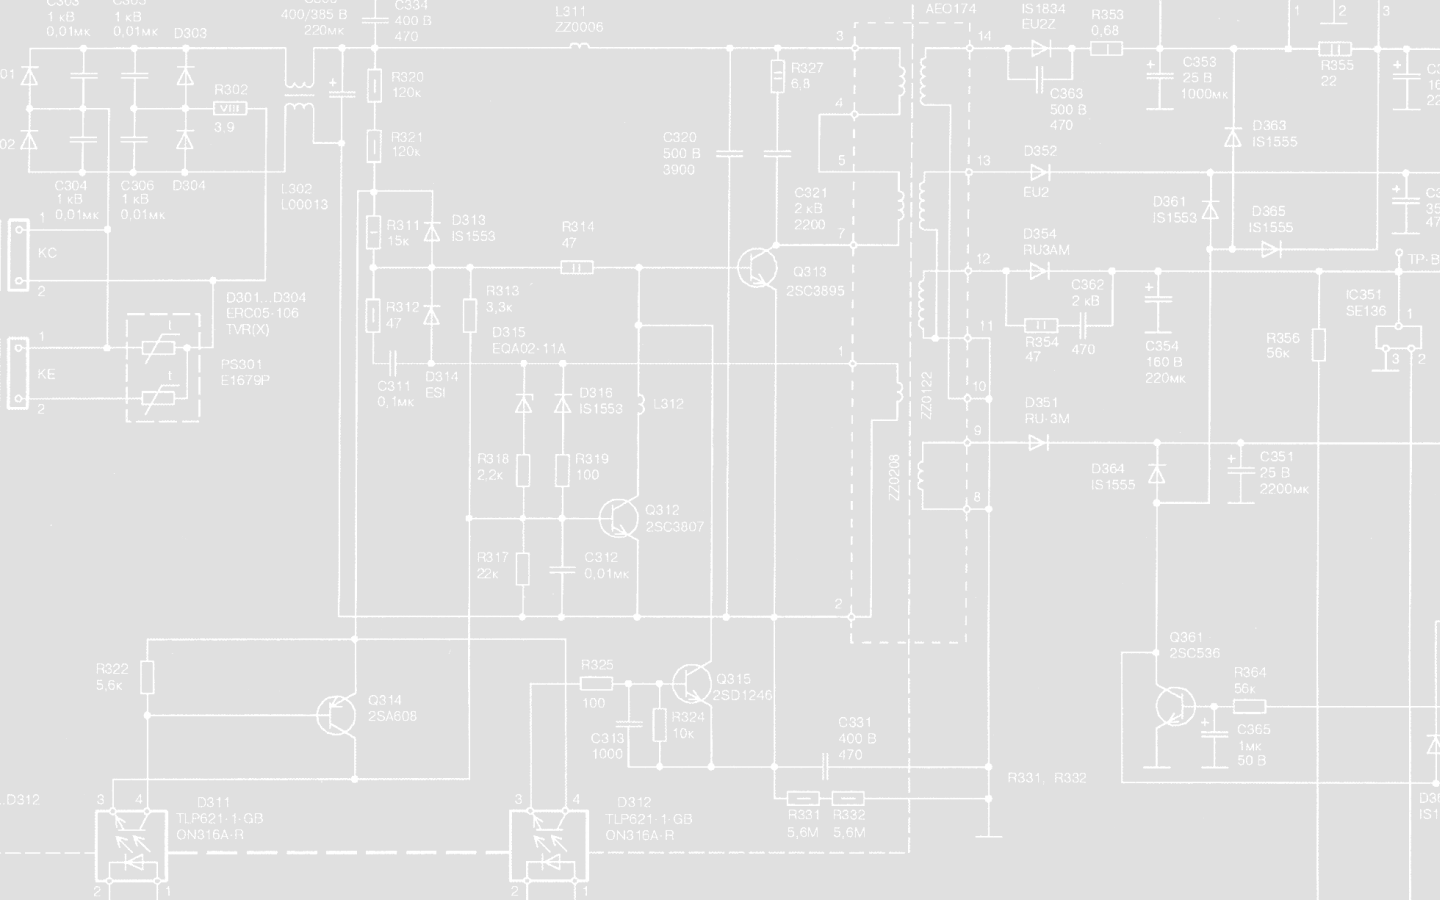 1 кВ
0,01мк
1 кВ
0,01мк
D303
400/385 В
220мк
C334
400 В
470
L311
ZZ0006
AEO174
IS1834
EU2Z
R353
0,68
1
2
3
3
14
R320
120к
R327
6,8
R355
22
C353
25 В
1000мк
C363
500 В
470
R302
VIII
3,9
4
R321
120к
C320
500 В
3900
D363
IS1555
02
D352
EU2
5
13
C304
1 кВ
0,01мк
C306
1 кВ
0,01мк
D304
L302
L00013
C321
2 кВ
2200
D361
IS1553
D365
IS1555
R311
15к
D313
IS1553
R314
47
7
D354
RU3AM
1
КС
2
12
Q313
2SC3895
TP-B
D301...D304
ERC05-106
TVR(X)
R312
47
R313
3,3к
C362
2 кВ
470
IC351
SE136
1
3
2
D315
EQA02-11A
11
R354
47
C354
160 В
220мк
R356
56к
1
КЕ
2
t
t
PS301
E1679P
1
C311
0,1мк
D314
ESI
D316
IS1553
L312
ZZ0122
10
D351
RU-3M
9
R318
2,2к
R319
100
ZZ0208
D364
IS1555
C351
25 В
2200мк
8
Q312
2SC3807
R317
22к
C312
0,01мк
2
R322
5,6к
R325
100
Q315
2SD1246
Q361
2SC536
R364
56к
Q314
2SA608
R324
10к
C313
1000
C331
400 В
470
C365
1мк
50 В
R331, R332
...D312
3
4
D311
TLP621-1-GB
ON316A-R
3
4
D312
TLP621-1-GB
ON316A-R
R331
5,6М
R332
5,6М
2
1
2
1